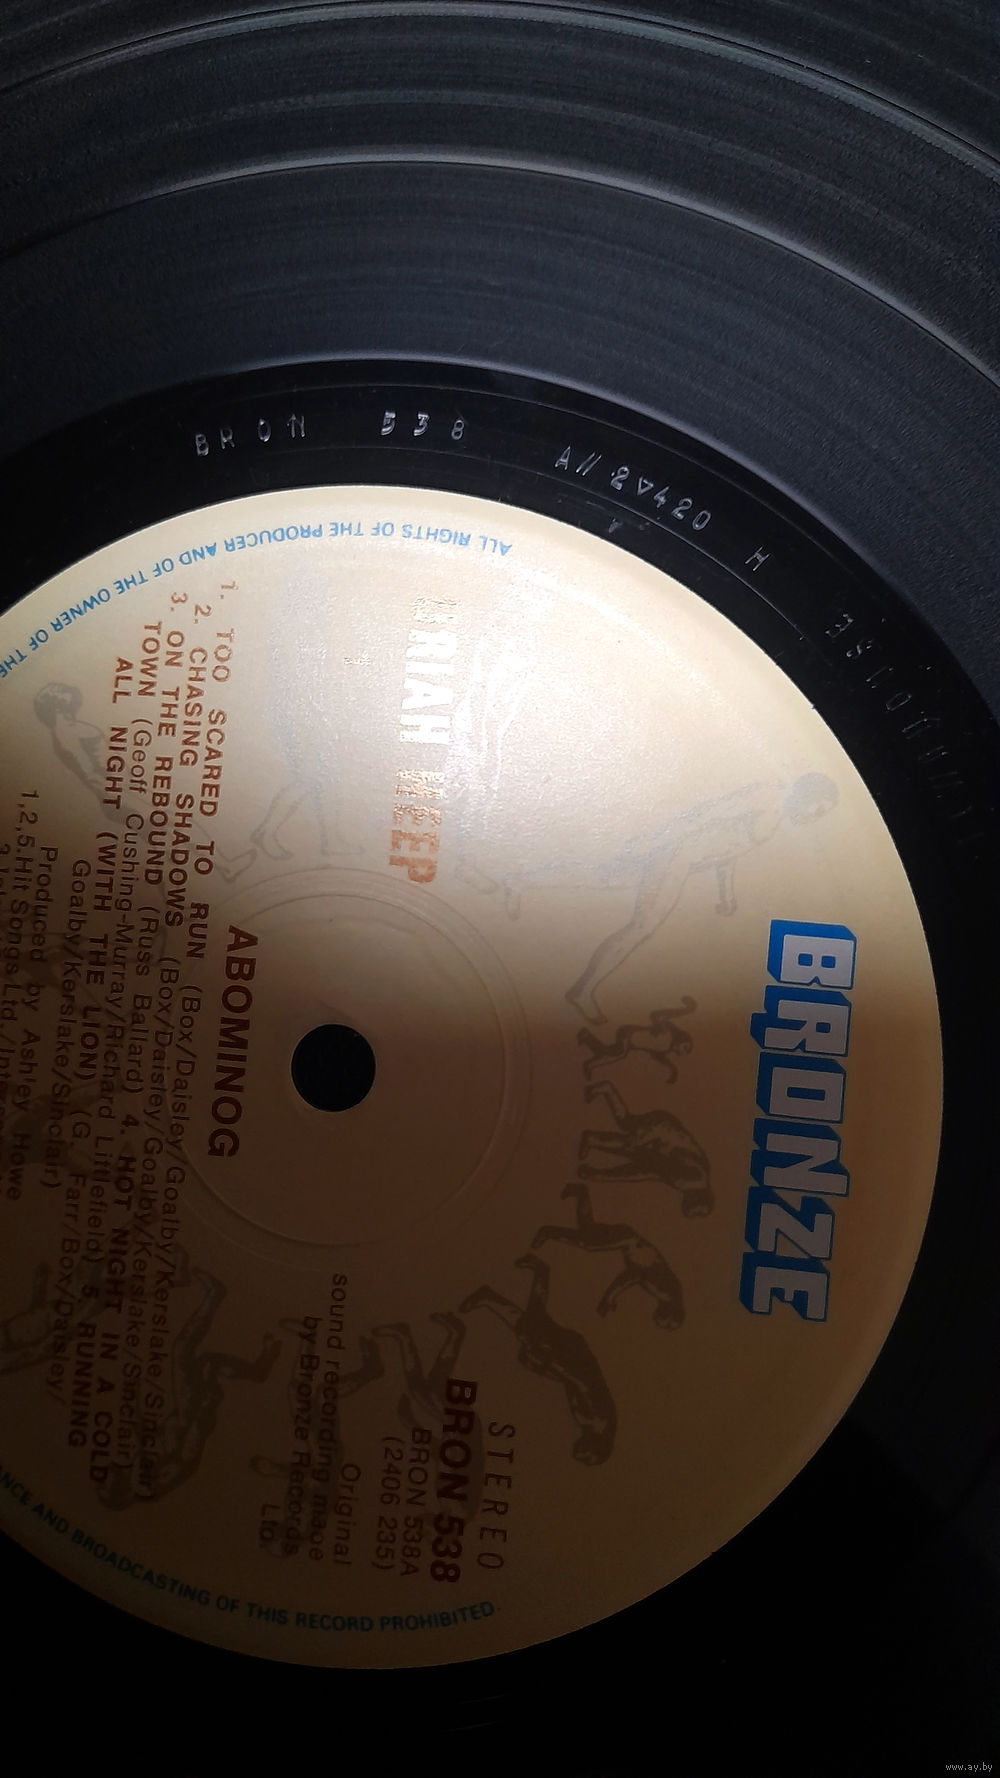 BRONZE
STEREO
BRON 538
BRON 538A
(2406 235)
Original
sound recording made
by Bronze Records
Ltd.
URIAH HEEP
ABOMINOG
1. TOO SCARED TO RUN (Box/Daisley/Goalby/Kerslake/Sinclair)
2. CHASING SHADOWS (Box/Daisley/Goalby/Kerslake/Sinclair)
3. ON THE REBOUND (Russ Ballard) 4. HOT NIGHT IN A COLD
TOWN (Geoff Cushing-Murray/Richard Littlefield) 5. RUNNING
ALL NIGHT (WITH THE LION) (G. Farr/Box/Daisley/
Goalby/Kerslake/Sinclair)
Produced by Ashley Howe
1,2,5.Hit Songs Ltd./
ALL RIGHTS OF THE PRODUCER AND OF THE OWNER OF THE
AND BROADCASTING OF THIS RECORD PROHIBITED.
BRON 538 A// 2▽420 H
www.ay.by